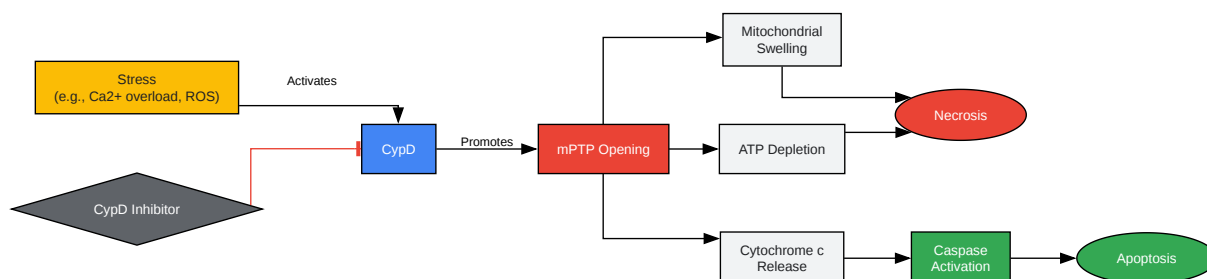 Stress
(e.g., Ca2+ overload, ROS)
Activates
CypD Inhibitor
CypD
Promotes
mPTP Opening
Mitochondrial
Swelling
ATP Depletion
Necrosis
Cytochrome c
Release
Caspase
Activation
Apoptosis